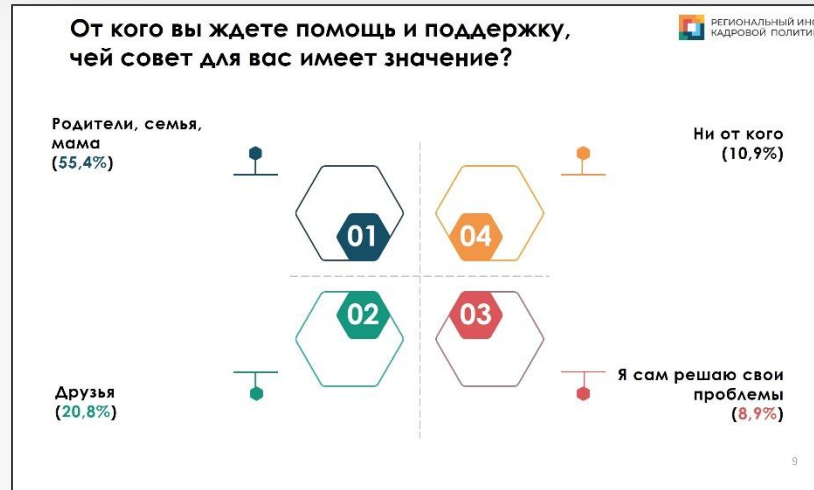 От кого вы ждете помощь и поддержку,
чей совет для вас имеет значение?
РЕГИОНАЛЬНЫЙ
КАДРОВОЙ
Родители, семья,
мама
(55,4%)
Ни от кого
(10,9%)
01
04
02
03
Друзья
(20,8%)
Я сам решаю свои
проблемы
(8,9%)
9